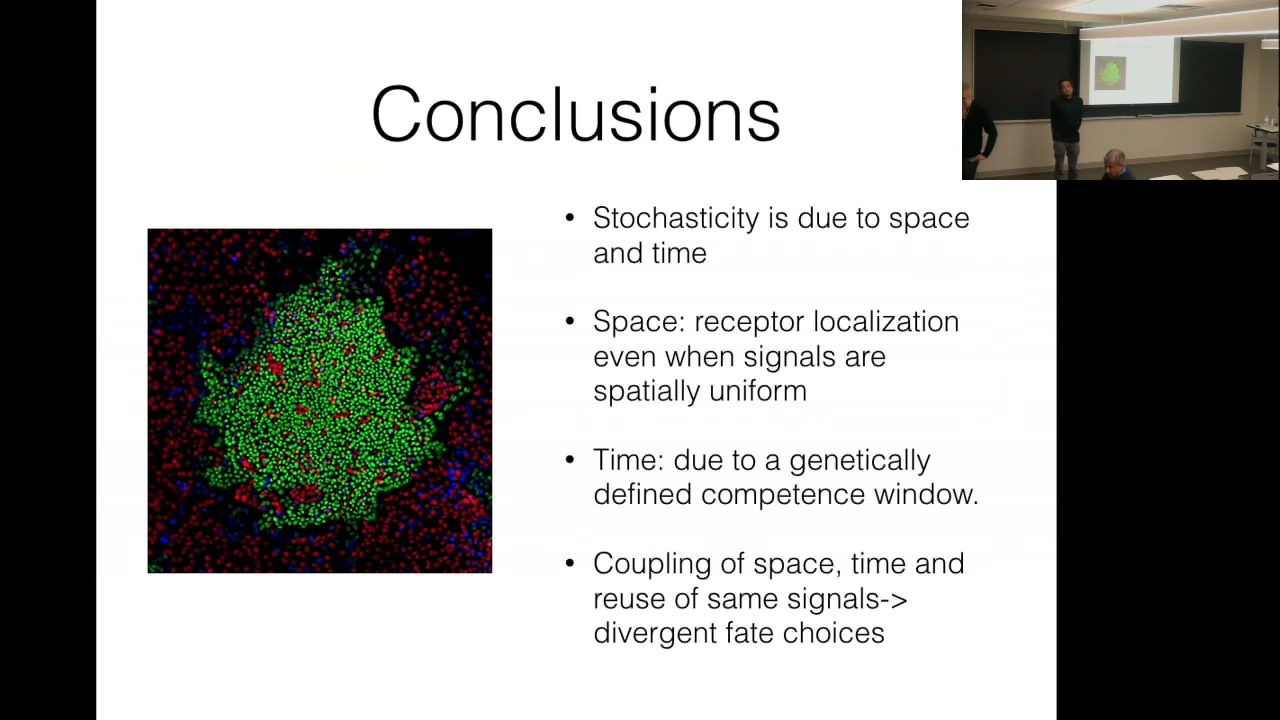 Conclusions
• Stochasticity is due to space
and time
• Space: receptor localization
even when signals are
spatially uniform
• Time: due to a genetically
defined competence window.
• Coupling of space, time and
reuse of same signals->
divergent fate choices